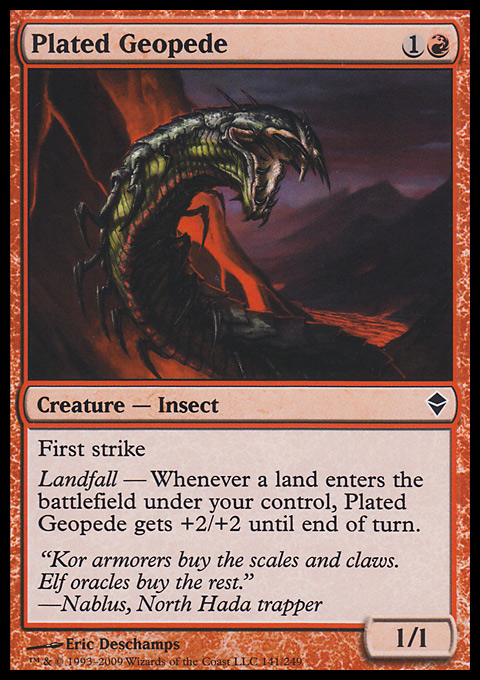 Plated Geopede
1
Creature — Insect
First strike
Landfall — Whenever a land enters the
battlefield under your control, Plated
Geopede gets +2/+2 until end of turn.
“Kor armorers buy the scales and claws.
Elf oracles buy the rest.”
—Nablus, North Hada trapper
Eric Deschamps
1/1
™ & © 1993–2009 Wizards of the Coast LLC 141/249